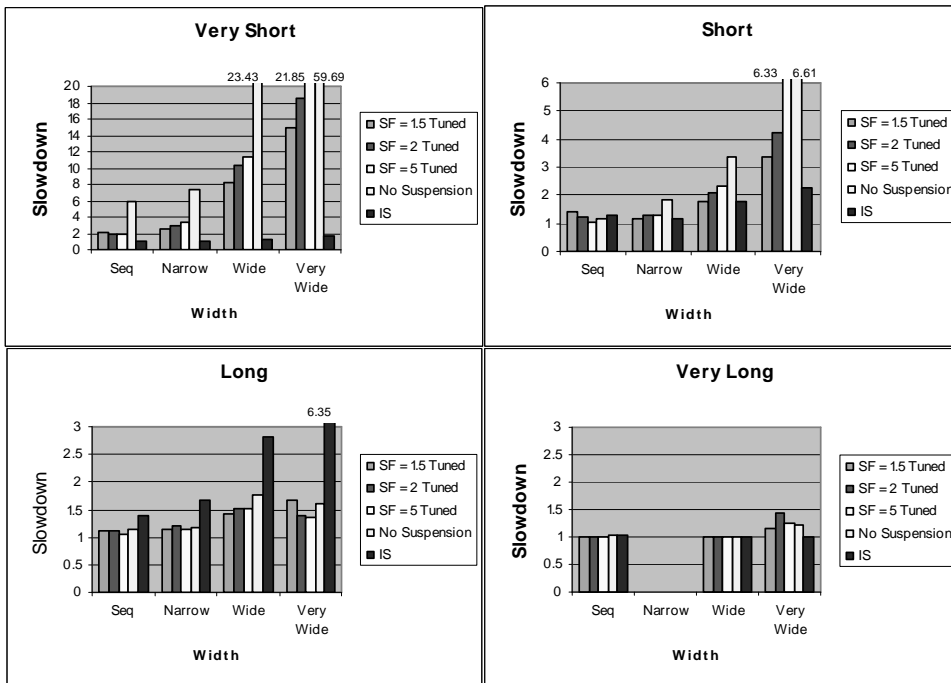 Very Short
23.43 21.85 59.69
Slowdown
20
18
16
14
12
10
8
6
4
2
0
Seq Narrow Wide Very Wide
Width
SF = 1.5 Tuned
SF = 2 Tuned
SF = 5 Tuned
No Suspension
IS
Short
6.33 6.61
Slowdown
6
5
4
3
2
1
0
Seq Narrow Wide Very Wide
Width
SF = 1.5 Tuned
SF = 2 Tuned
SF = 5 Tuned
No Suspension
IS
Long
6.35
Slowdown
3
2.5
2
1.5
1
0.5
0
Seq Narrow Wide Very Wide
Width
SF = 1.5 Tuned
SF = 2 Tuned
SF = 5 Tuned
No Suspension
IS
Very Long
Slowdown
3
2.5
2
1.5
1
0.5
0
Seq Narrow Wide Very Wide
Width
SF = 1.5 Tuned
SF = 2 Tuned
SF = 5 Tuned
No Suspension
IS